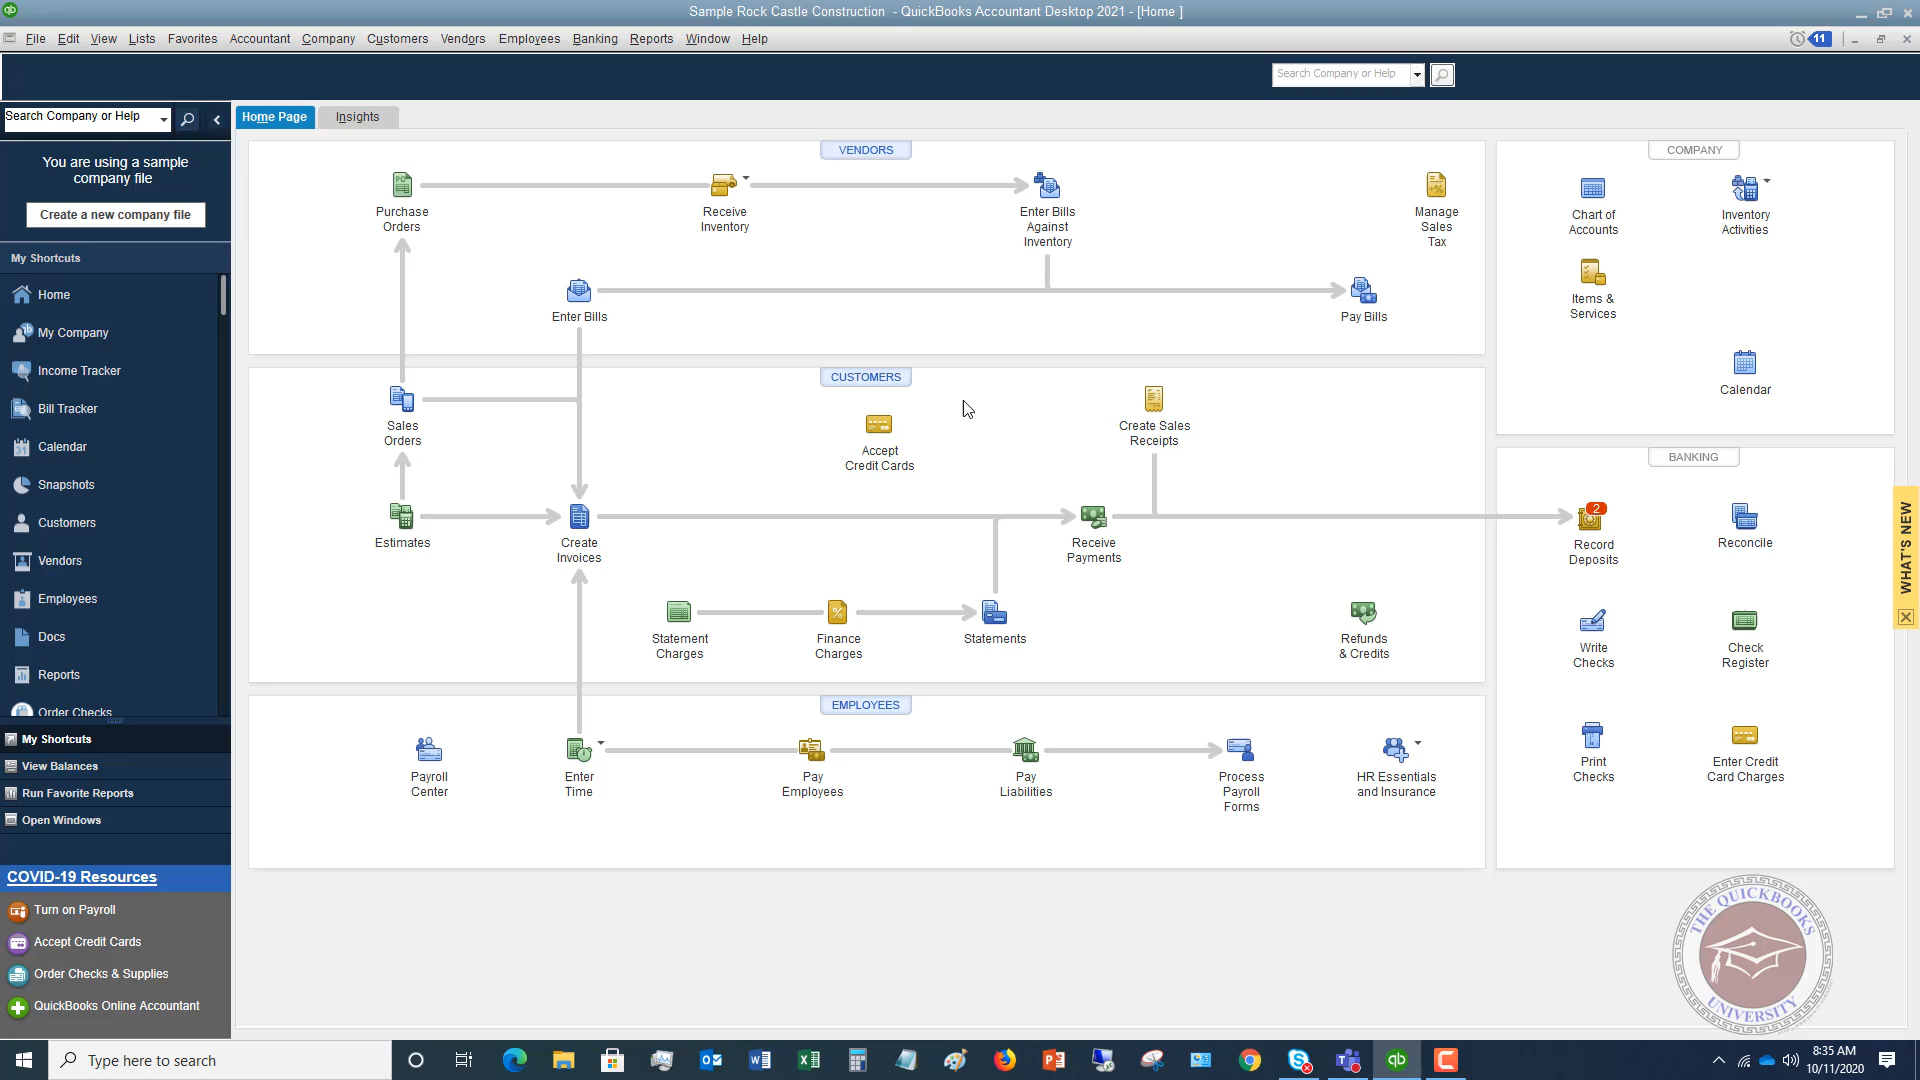 Sample Rock Castle Construction - QuickBooks Accountant Desktop 2021 - [Home ]
File Edit View Lists Favorites Accountant Company Customers Vendors Employees Banking Reports Window Help
11
Search Company or Help
Search Company or Help
You are using a sample
company file
Create a new company file
My Shortcuts
Home
My Company
Income Tracker
Bill Tracker
31
Calendar
Snapshots
Customers
Vendors
Employees
Docs
Reports
Order Checks
My Shortcuts
View Balances
Run Favorite Reports
Open Windows
COVID-19 Resources
Turn on Payroll
Accept Credit Cards
Order Checks & Supplies
QuickBooks Online Accountant
Home Page
Insights
VENDORS
PO
Purchase
Orders
Receive
Inventory
Enter Bills
Against
Inventory
Manage
Sales
Tax
Enter Bills
Pay Bills
CUSTOMERS
Sales
Orders
Accept
Credit Cards
Create Sales
Receipts
Estimates
Create
Invoices
Receive
Payments
Statement
Charges
Finance
Charges
Statements
Refunds
& Credits
EMPLOYEES
Payroll
Center
Enter
Time
Pay
Employees
Pay
Liabilities
Process
Payroll
Forms
HR Essentials
and Insurance
COMPANY
Chart of
Accounts
Inventory
Activities
Items &
Services
Calendar
BANKING
2
Record
Deposits
Reconcile
Write
Checks
Check
Register
Print
Checks
Enter Credit
Card Charges
WHAT'S NEW
THE QUICKBOOKS
UNIVERSITY
Type here to search
8:35 AM
10/11/2020